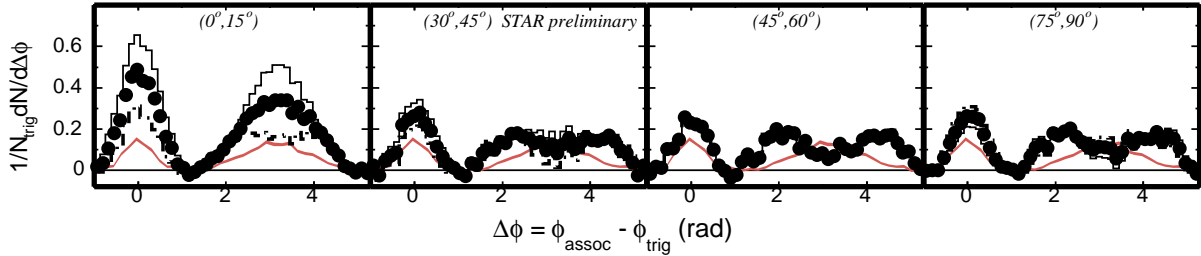 (0°,15°) (30°,45°) STAR preliminary (45°,60°) (75°,90°)
1/N_trig dN/dΔϕ
0.6
0.4
0.2
0
0 2 4 0 2 4 0 2 4 0 2 4
Δϕ = ϕ_assoc - ϕ_trig (rad)